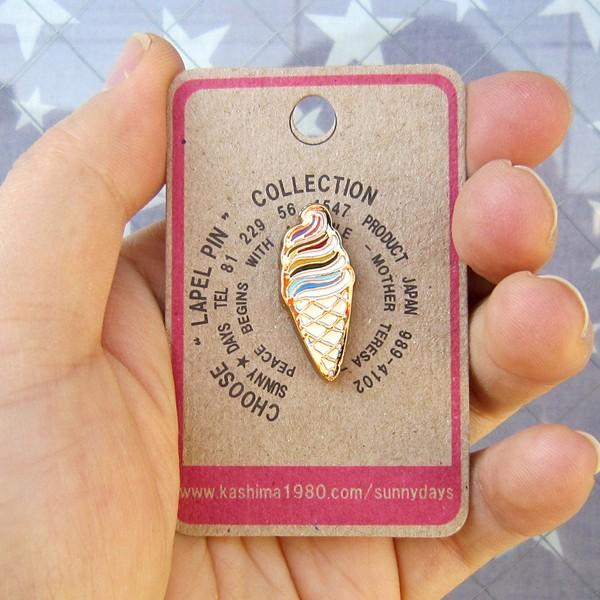 CHOOSE " LAPEL PIN " COLLECTION
SUNNY★DAYS TEL 81 229 56 547 PRODUCT JAPAN 989-4102
PEACE BEGINS WITH LE - MOTHER TERESA-
www.kashima1980.com/sunnydays